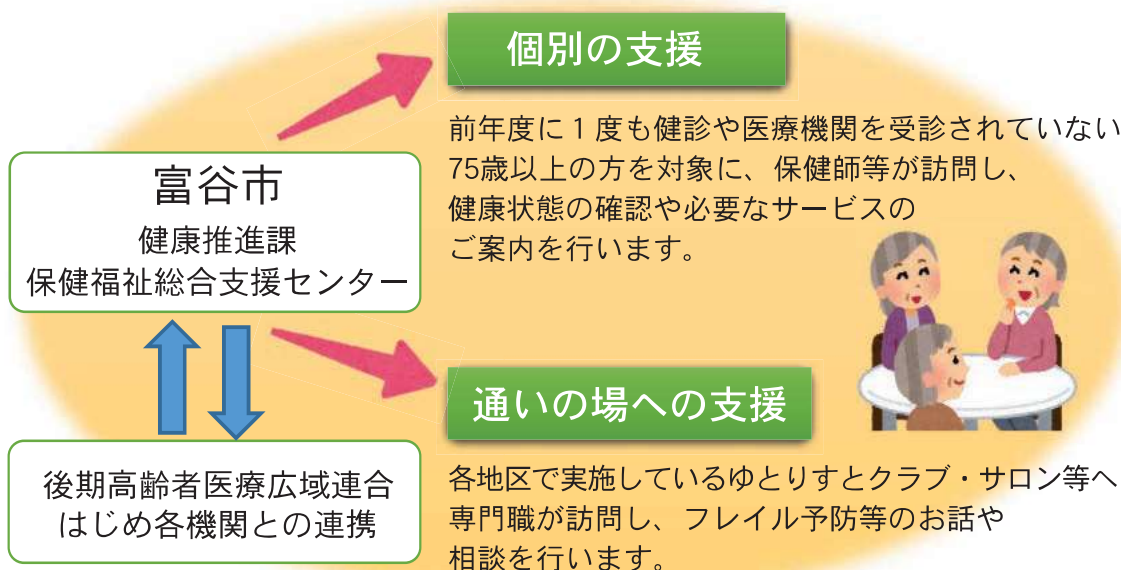 富谷市
健康推進課
保健福祉総合支援センター
後期高齢者医療広域連合
はじめ各機関との連携
個別の支援
前年度に1度も健診や医療機関を受診されていない
75歳以上の方を対象に、保健師等が訪問し、
健康状態の確認や必要なサービスの
ご案内を行います。
通いの場への支援
各地区で実施しているゆとりすとクラブ・サロン等へ
専門職が訪問し、フレイル予防等のお話や
相談を行います。